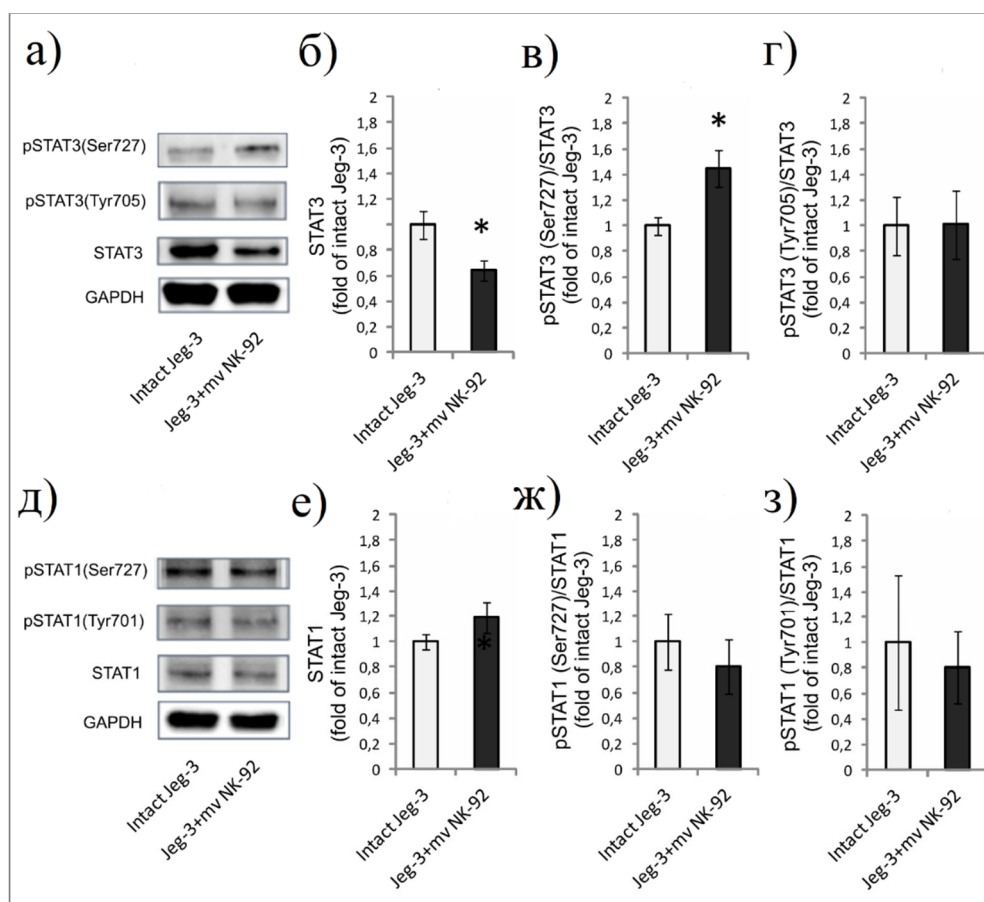 а)
pSTAT3(Ser727)
pSTAT3(Tyr705)
STAT3
GAPDH
Intact Jeg-3
Jeg-3+mv NK-92
б)
STAT3
(fold of intact Jeg-3)
2
1,8
1,6
1,4
1,2
1
0,8
0,6
0,4
0,2
0
*
Intact Jeg-3
Jeg-3+mv NK-92
в)
pSTAT3 (Ser727)/STAT3
(fold of intact Jeg-3)
2
1,8
1,6
1,4
1,2
1
0,8
0,6
0,4
0,2
0
*
Intact Jeg-3
Jeg-3+mv NK-92
г)
pSTAT3 (Tyr705)/STAT3
(fold of intact Jeg-3)
2
1,8
1,6
1,4
1,2
1
0,8
0,6
0,4
0,2
0
Intact Jeg-3
Jeg-3+mv NK-92
д)
pSTAT1(Ser727)
pSTAT1(Tyr701)
STAT1
GAPDH
Intact Jeg-3
Jeg-3+mv NK-92
е)
STAT1
(fold of intact Jeg-3)
2
1,8
1,6
1,4
1,2
1
0,8
0,6
0,4
0,2
0
*
Intact Jeg-3
Jeg-3+mv NK-92
ж)
pSTAT1 (Ser727)/STAT1
(fold of intact Jeg-3)
2
1,8
1,6
1,4
1,2
1
0,8
0,6
0,4
0,2
0
Intact Jeg-3
Jeg-3+mv NK-92
з)
pSTAT1 (Tyr701)/STAT1
(fold of intact Jeg-3)
2
1,8
1,6
1,4
1,2
1
0,8
0,6
0,4
0,2
0
Intact Jeg-3
Jeg-3+mv NK-92